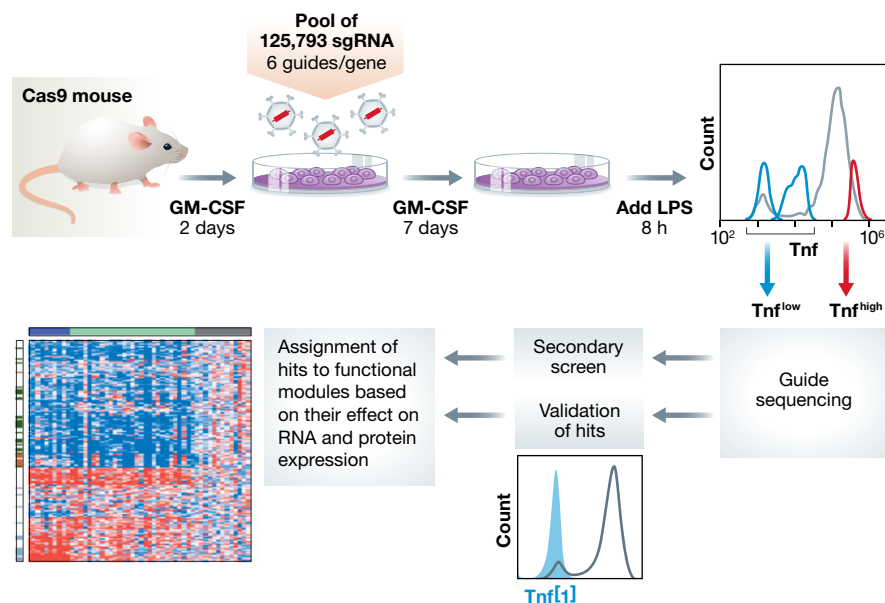 Pool of
125,793 sgRNA
6 guides/gene
Cas9 mouse
GM-CSF
2 days
GM-CSF
7 days
Add LPS
8 h
Count
10²
Tnf
10⁶
Tnf^low
Tnf^high
Assignment of
hits to functional
modules based
on their effect on
RNA and protein
expression
Secondary
screen
Validation
of hits
Guide
sequencing
Count
Tnf[1]